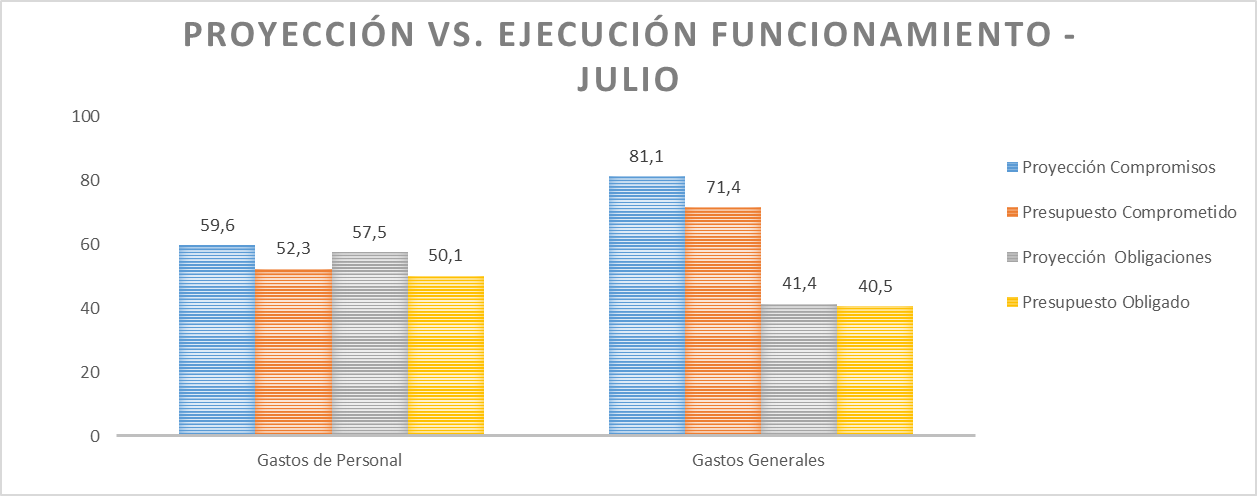 PROYECCIÓN VS. EJECUCIÓN FUNCIONAMIENTO -
JULIO
100
80
60
40
20
0
59,6
52,3
57,5
50,1
81,1
71,4
41,4
40,5
Gastos de Personal
Gastos Generales
Proyección Compromisos
Presupuesto Comprometido
Proyección Obligaciones
Presupuesto Obligado